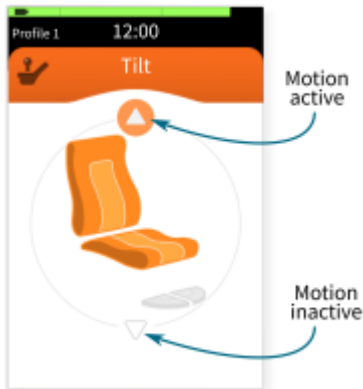 Profile 1 12:00
Tilt
Motion
active
Motion
inactive